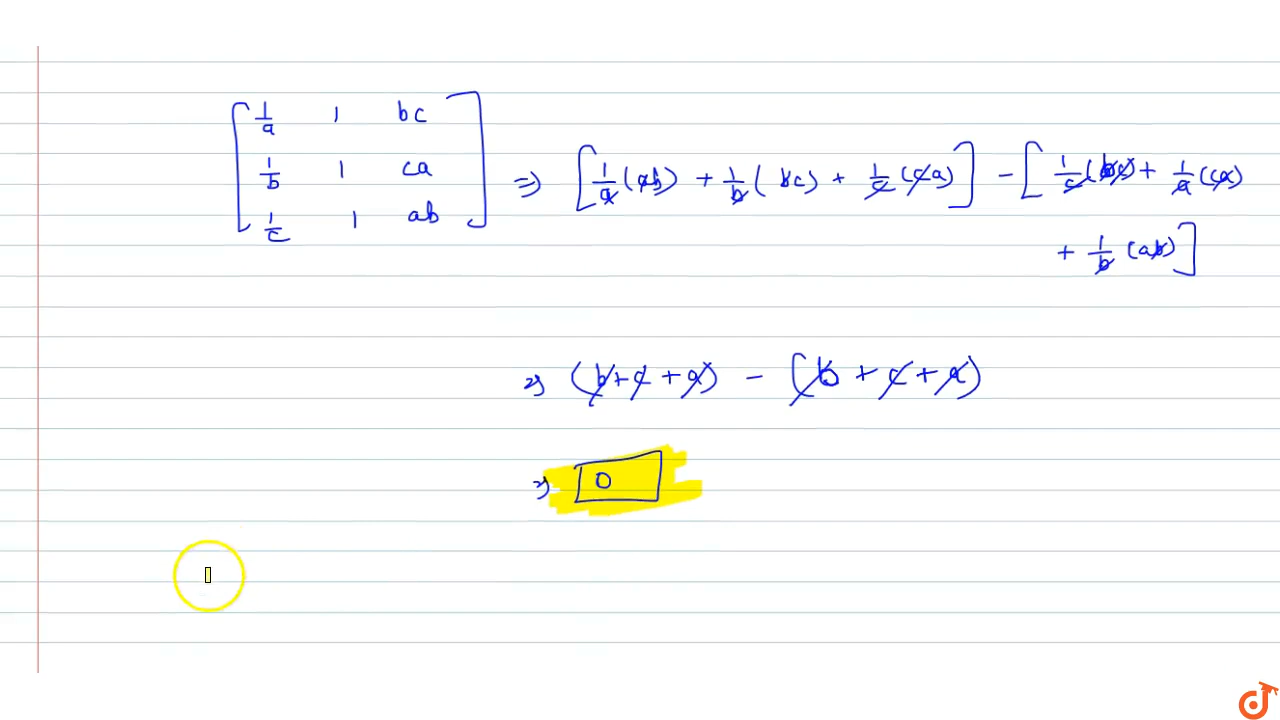 [ 1/a 1 bc
1/b 1 ca
1/c 1 ab ] ⇒ [ 1/a (ab) + 1/b (bc) + 1/c (ca) ] − [ 1/c (bc) + 1/a (ca)
+ 1/b (ab) ]
⇒ (b + c + a) − (b + c + a)
⇒ 0